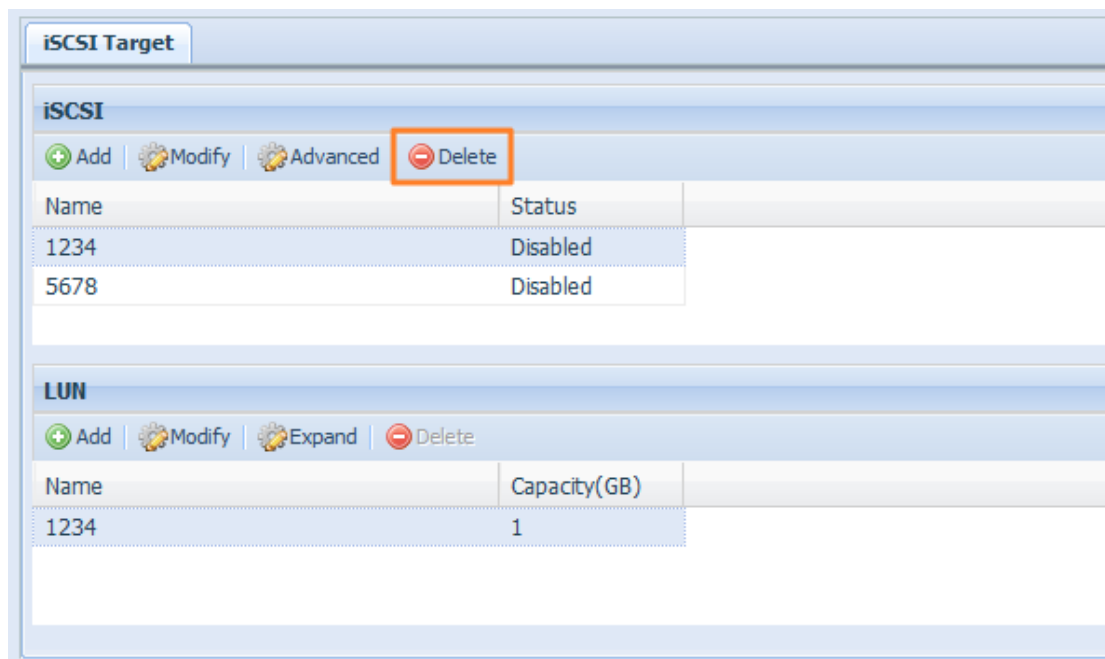 iSCSI Target
iSCSI
Add Modify Advanced Delete
Name Status
1234 Disabled
5678 Disabled
LUN
Add Modify Expand Delete
Name Capacity(GB)
1234 1